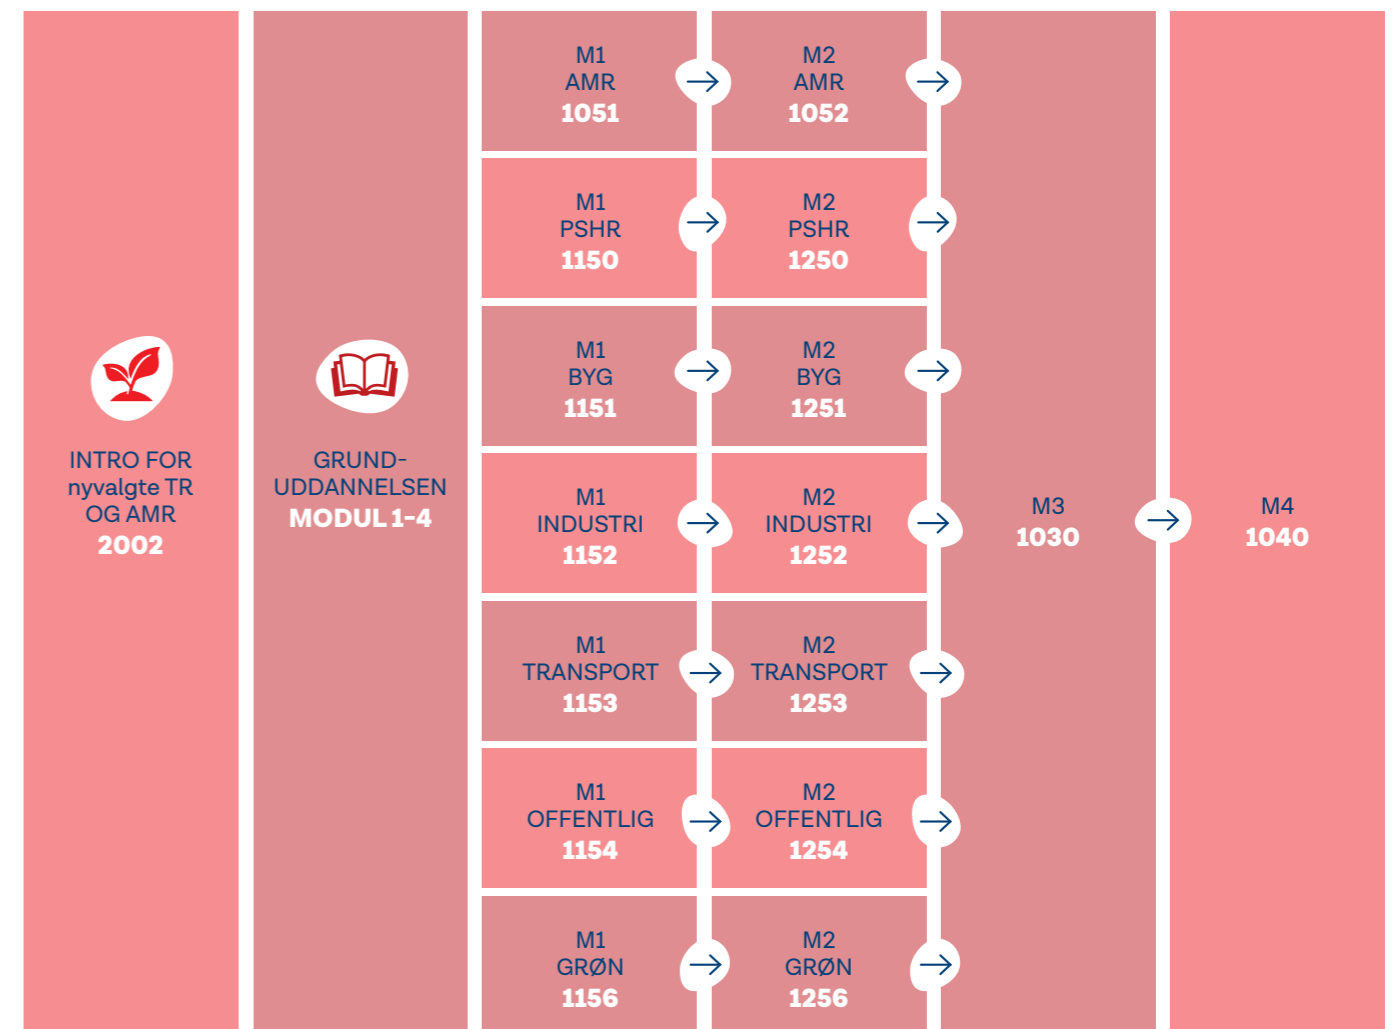 INTRO FOR
nyvalgte TR
OG AMR
2002
GRUND-
UDDANNELSEN
MODUL 1-4
M1
AMR
1051
M2
AMR
1052
M1
PSHR
1150
M2
PSHR
1250
M1
BYG
1151
M2
BYG
1251
M1
INDUSTRI
1152
M2
INDUSTRI
1252
M1
TRANSPORT
1153
M2
TRANSPORT
1253
M1
OFFENTLIG
1154
M2
OFFENTLIG
1254
M1
GRØN
1156
M2
GRØN
1256
M3
1030
M4
1040